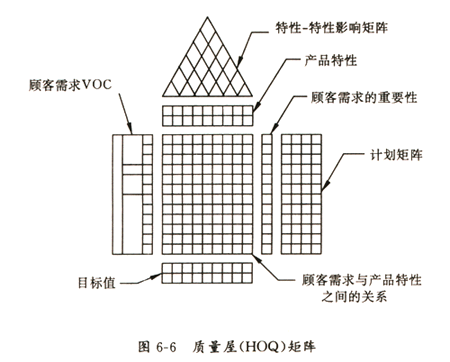 特性-特性影响矩阵
产品特性
顾客需求VOC
顾客需求的重要性
计划矩阵
目标值
顾客需求与产品特性
之间的关系
图 6-6 质量屋(HOQ)矩阵